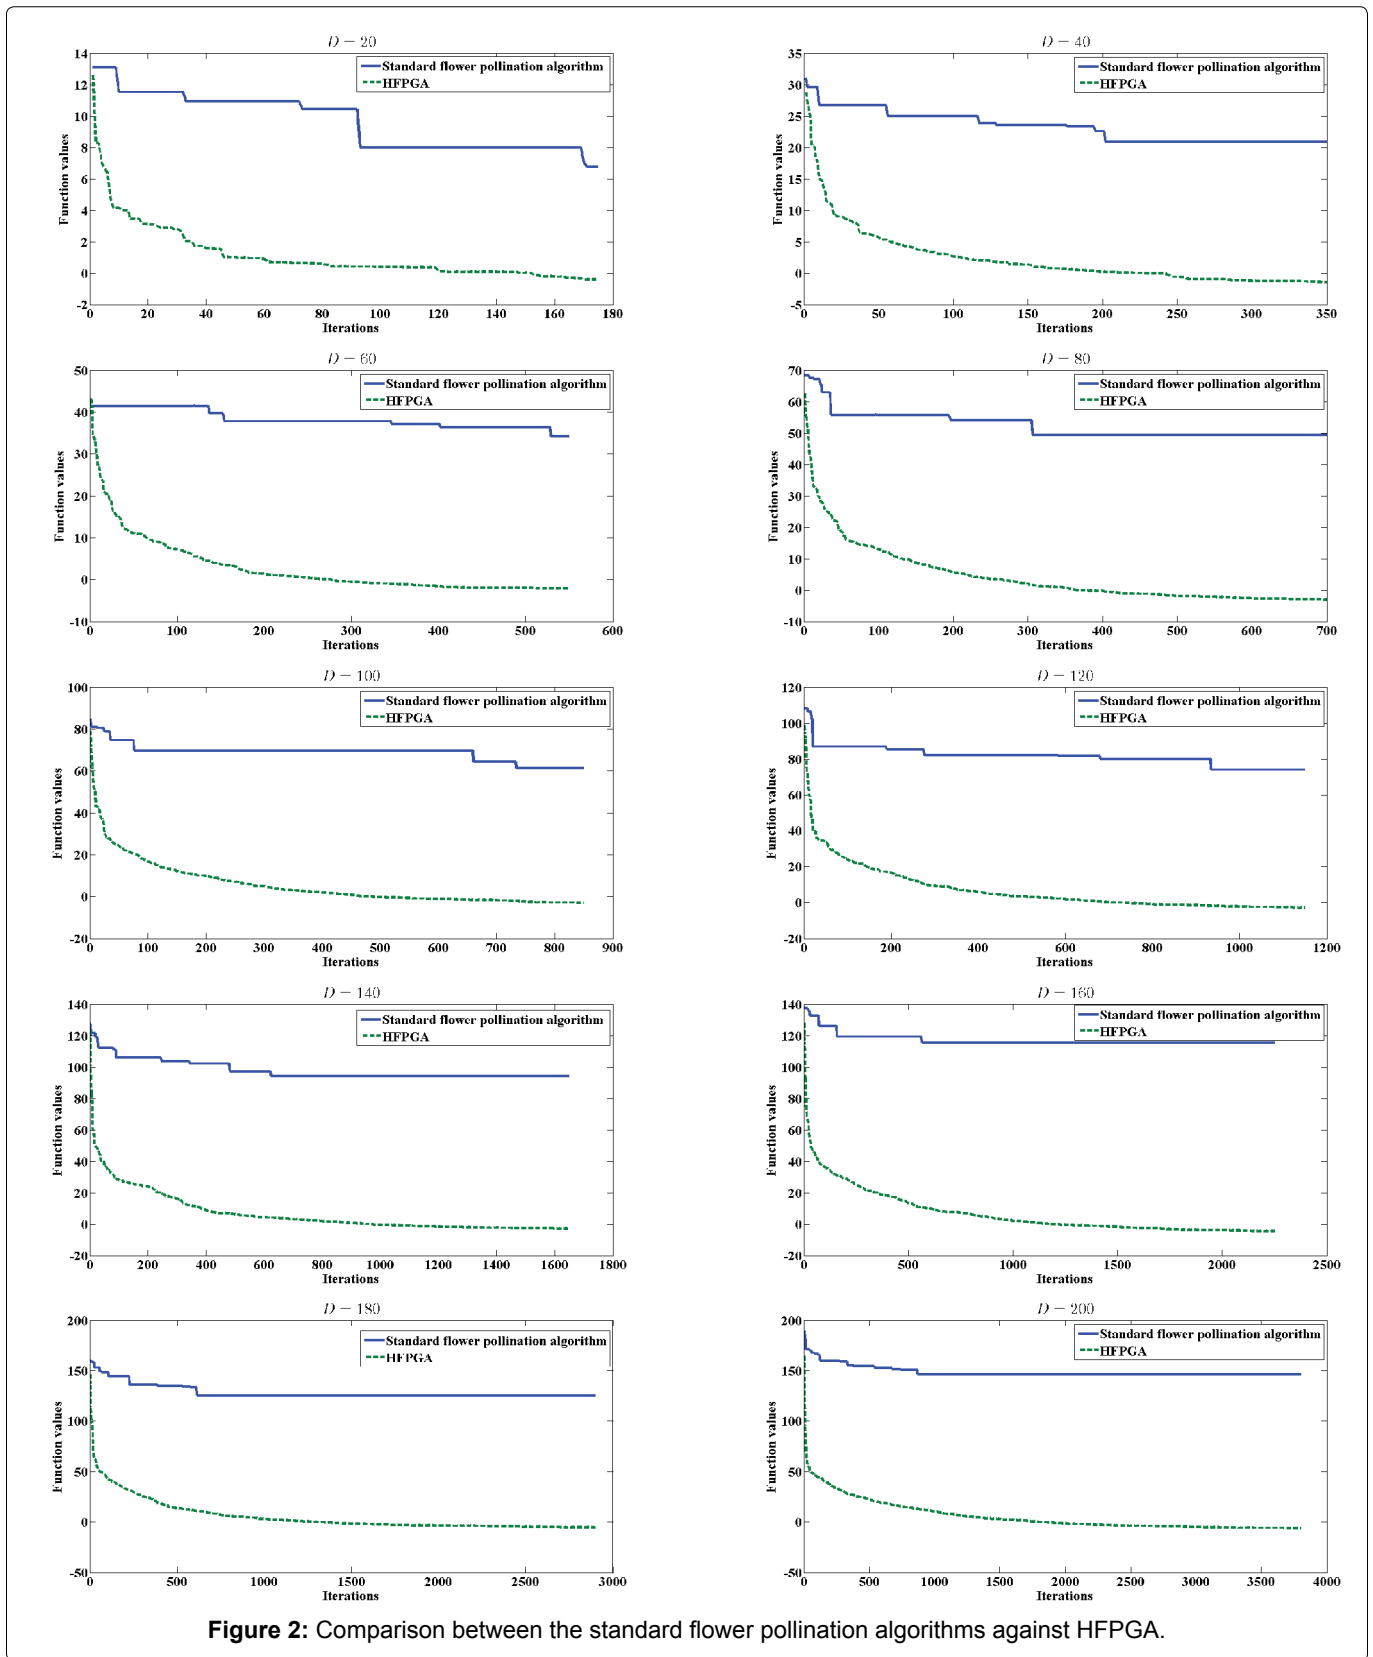 D = 20
14
12
10
8
6
4
2
0
-2
Function values
Standard flower pollination algorithm
HFPGA
0 20 40 60 80 100 120 140 160 180
Iterations
D = 40
35
30
25
20
15
10
5
0
-5
Function values
Standard flower pollination algorithm
HFPGA
0 50 100 150 200 250 300 350
Iterations
D = 60
50
40
30
20
10
0
-10
Function values
Standard flower pollination algorithm
HFPGA
0 100 200 300 400 500 600
Iterations
D = 80
70
60
50
40
30
20
10
0
-10
Function values
Standard flower pollination algorithm
HFPGA
0 100 200 300 400 500 600 700
Iterations
D = 100
100
80
60
40
20
0
-20
Function values
Standard flower pollination algorithm
HFPGA
0 100 200 300 400 500 600 700 800 900
Iterations
D = 120
120
100
80
60
40
20
0
-20
Function values
Standard flower pollination algorithm
HFPGA
0 200 400 600 800 1000 1200
Iterations
D = 140
140
120
100
80
60
40
20
0
-20
Function values
Standard flower pollination algorithm
HFPGA
0 200 400 600 800 1000 1200 1400 1600 1800
Iterations
D = 160
140
120
100
80
60
40
20
0
-20
Function values
Standard flower pollination algorithm
HFPGA
0 500 1000 1500 2000 2500
Iterations
D = 180
200
150
100
50
0
-50
Function values
Standard flower pollination algorithm
HFPGA
0 500 1000 1500 2000 2500 3000
Iterations
D = 200
200
150
100
50
0
-50
Function values
Standard flower pollination algorithm
HFPGA
0 500 1000 1500 2000 2500 3000 3500 4000
Iterations
Figure 2: Comparison between the standard flower pollination algorithms against HFPGA.